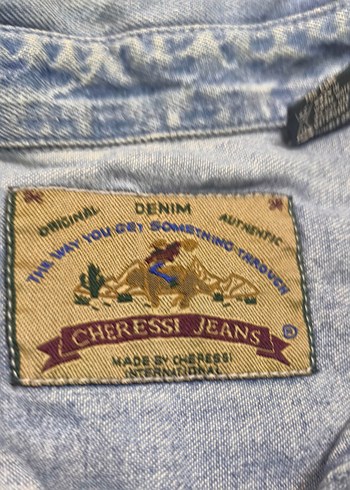 ORIGINAL DENIM AUTHENTIC
THE WAY YOU GET SOMETHING THROUGH
CHERESSI JEANS ®
MADE BY CHERESSI
INTERNATIONAL